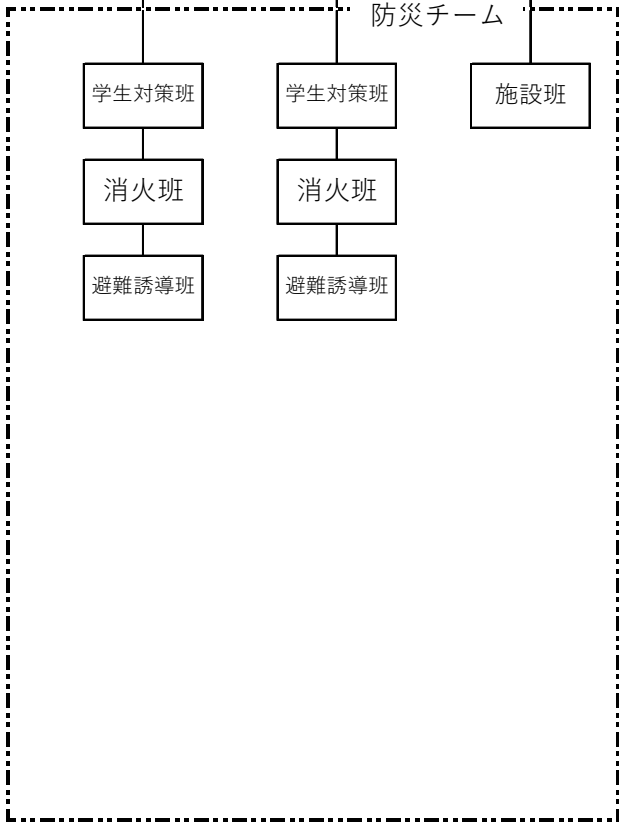 防災チーム
学生対策班
学生対策班
施設班
消火班
消火班
避難誘導班
避難誘導班